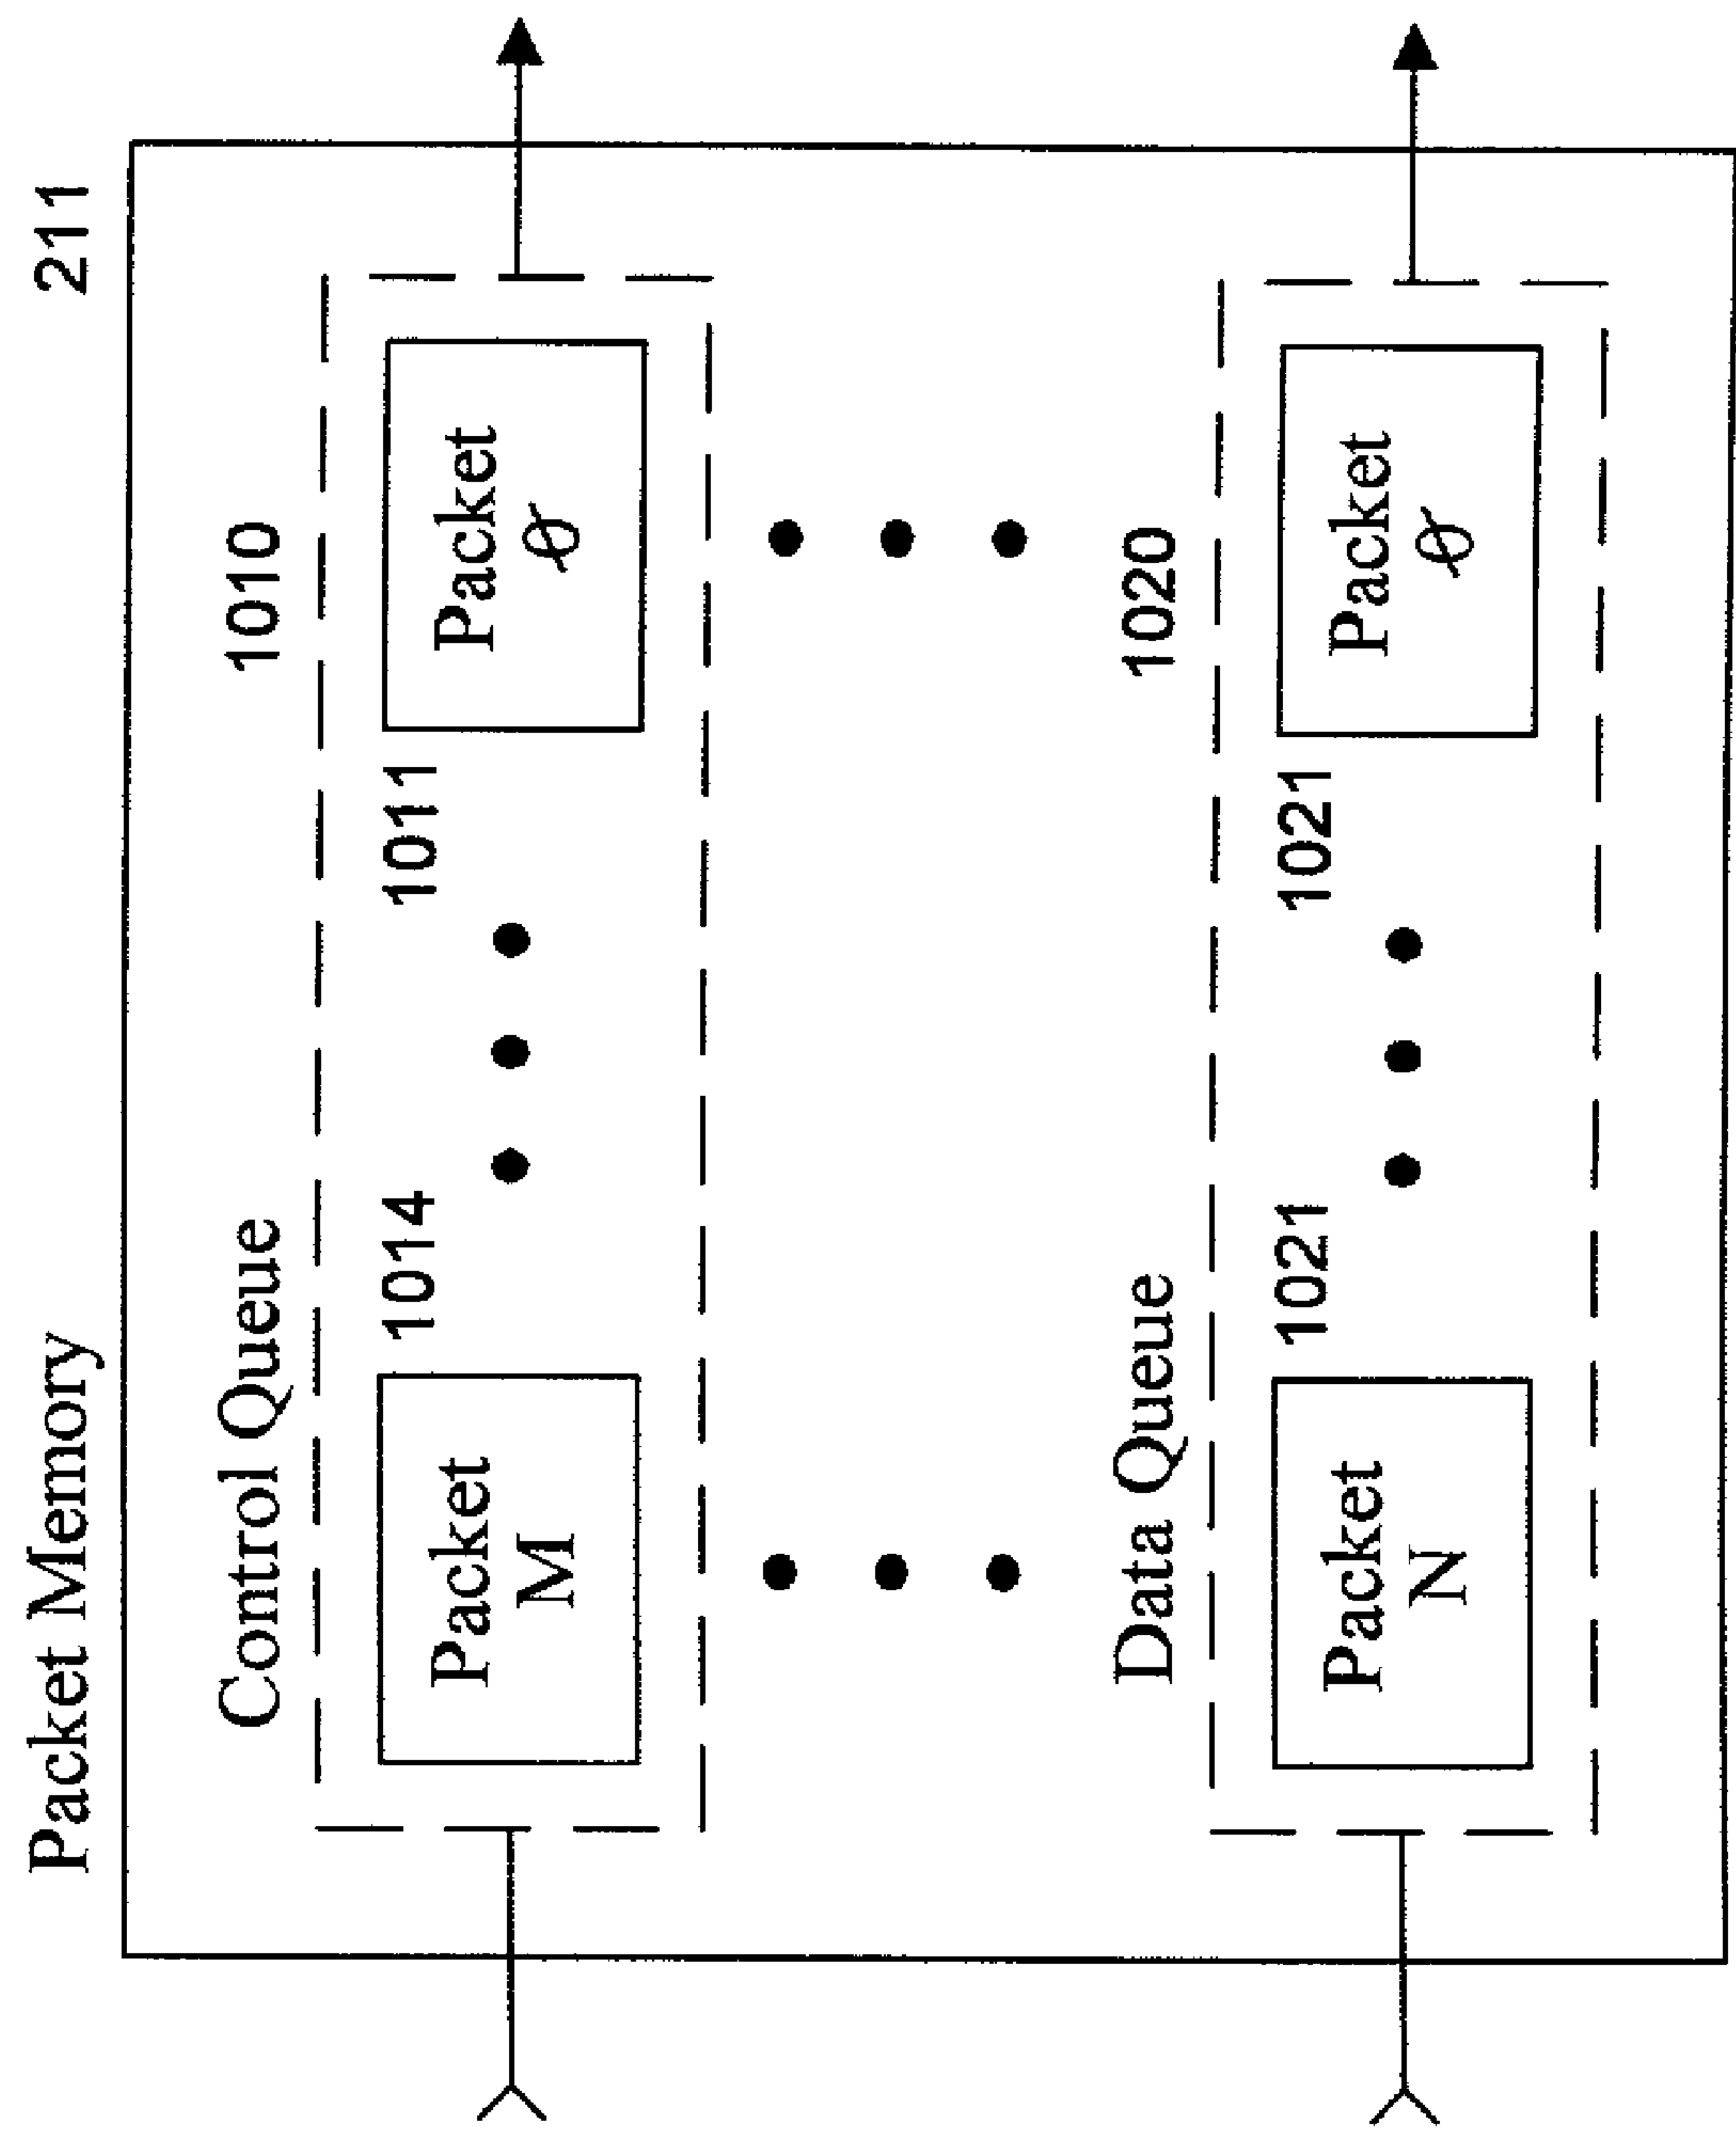 Packet Memory 211
Control Queue 1010
Packet M 1014
1011 Packet Ø
Data Queue 1020
Packet N 1021
1021 Packet Ø